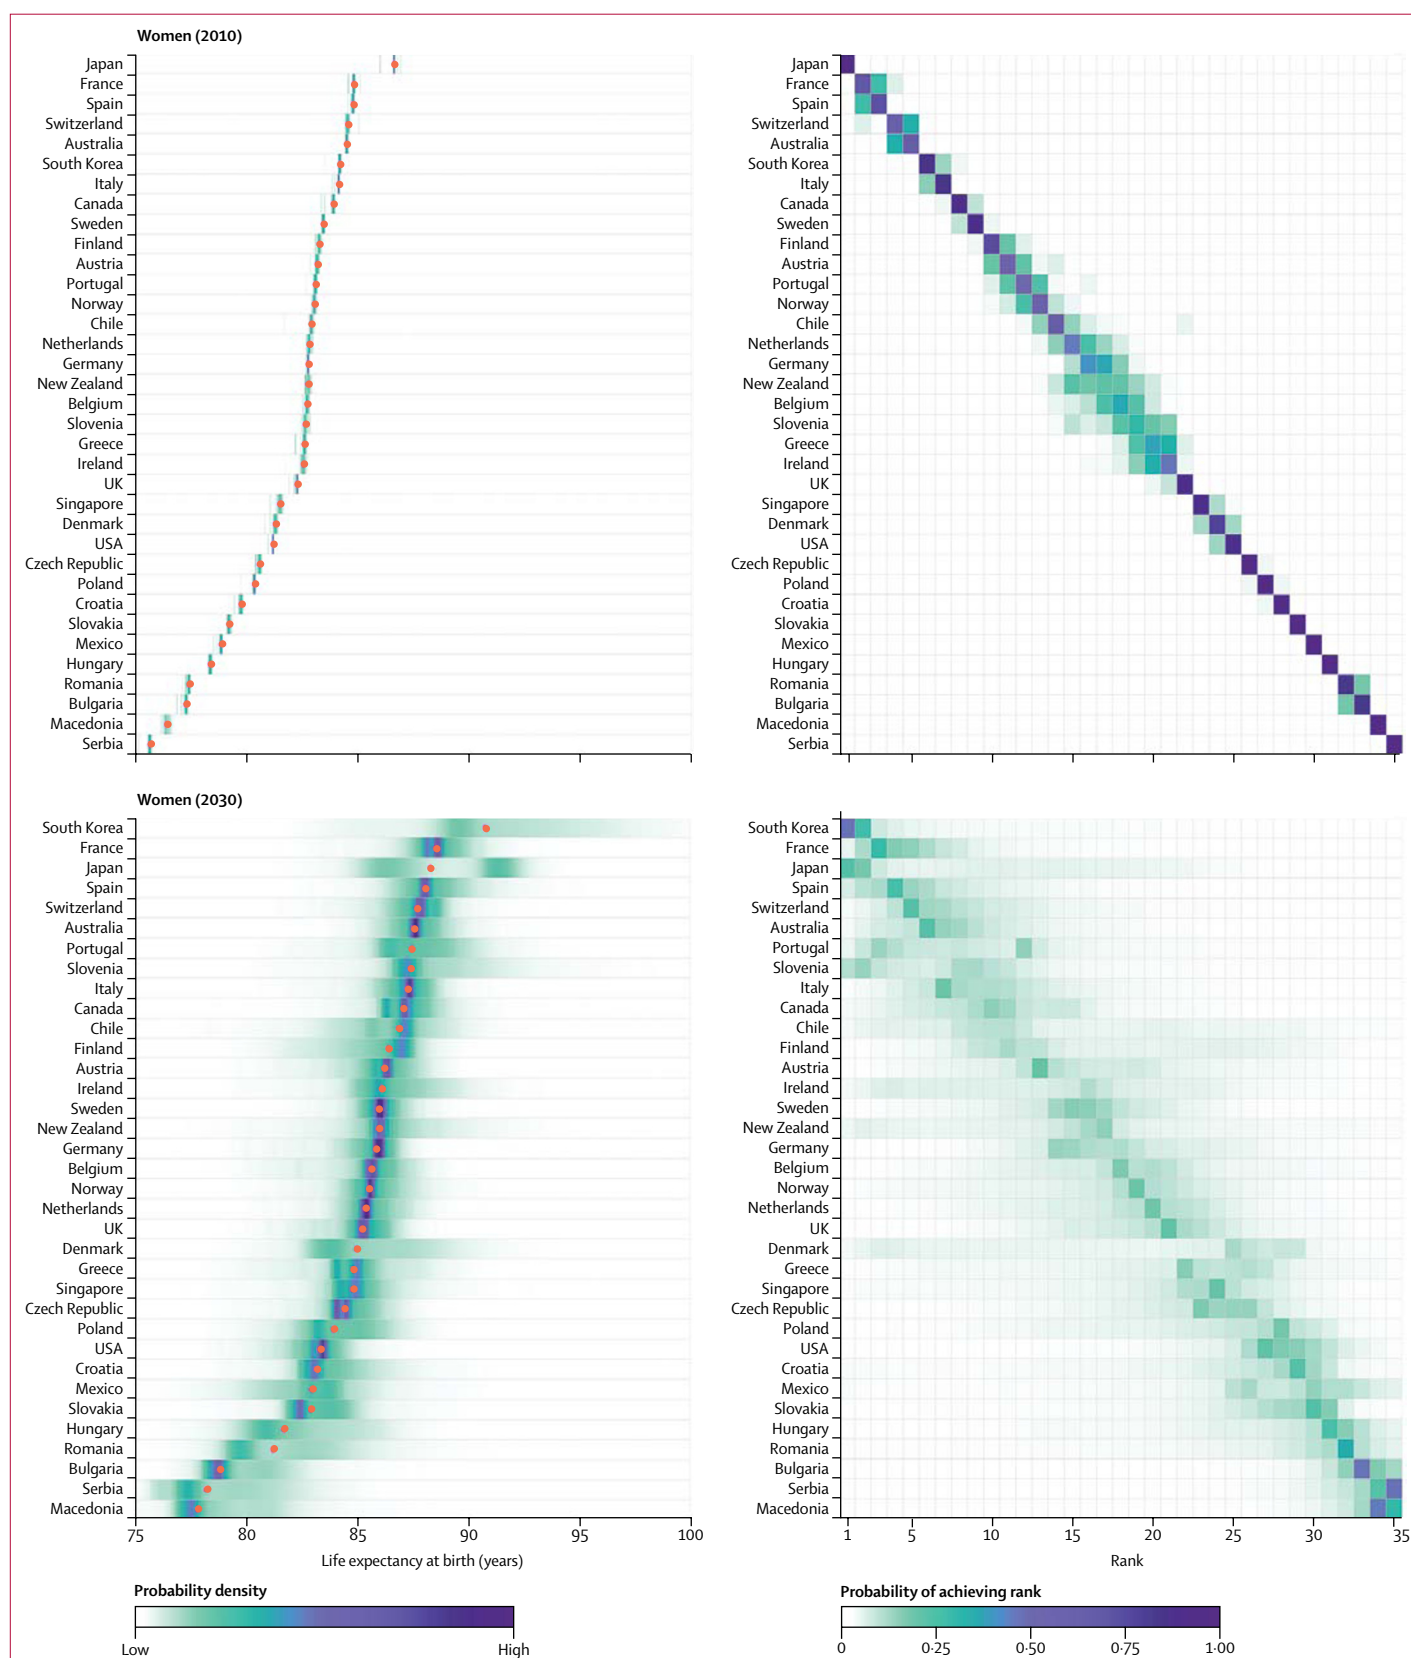 Women (2010)
Japan
France
Spain
Switzerland
Australia
South Korea
Italy
Canada
Sweden
Finland
Austria
Portugal
Norway
Chile
Netherlands
Germany
New Zealand
Belgium
Slovenia
Greece
Ireland
UK
Singapore
Denmark
USA
Czech Republic
Poland
Croatia
Slovakia
Mexico
Hungary
Romania
Bulgaria
Macedonia
Serbia
Japan
France
Spain
Switzerland
Australia
South Korea
Italy
Canada
Sweden
Finland
Austria
Portugal
Norway
Chile
Netherlands
Germany
New Zealand
Belgium
Slovenia
Greece
Ireland
UK
Singapore
Denmark
USA
Czech Republic
Poland
Croatia
Slovakia
Mexico
Hungary
Romania
Bulgaria
Macedonia
Serbia
Women (2030)
South Korea
France
Japan
Spain
Switzerland
Australia
Portugal
Slovenia
Italy
Canada
Chile
Finland
Austria
Ireland
Sweden
New Zealand
Germany
Belgium
Norway
Netherlands
UK
Denmark
Greece
Singapore
Czech Republic
Poland
USA
Croatia
Mexico
Slovakia
Hungary
Romania
Bulgaria
Serbia
Macedonia
75 80 85 90 95 100
Life expectancy at birth (years)
South Korea
France
Japan
Spain
Switzerland
Australia
Portugal
Slovenia
Italy
Canada
Chile
Finland
Austria
Ireland
Sweden
New Zealand
Germany
Belgium
Norway
Netherlands
UK
Denmark
Greece
Singapore
Czech Republic
Poland
USA
Croatia
Mexico
Slovakia
Hungary
Romania
Bulgaria
Serbia
Macedonia
1 5 10 15 20 25 30 35
Rank
Probability density
Low High
Probability of achieving rank
0 0·25 0·50 0·75 1·00